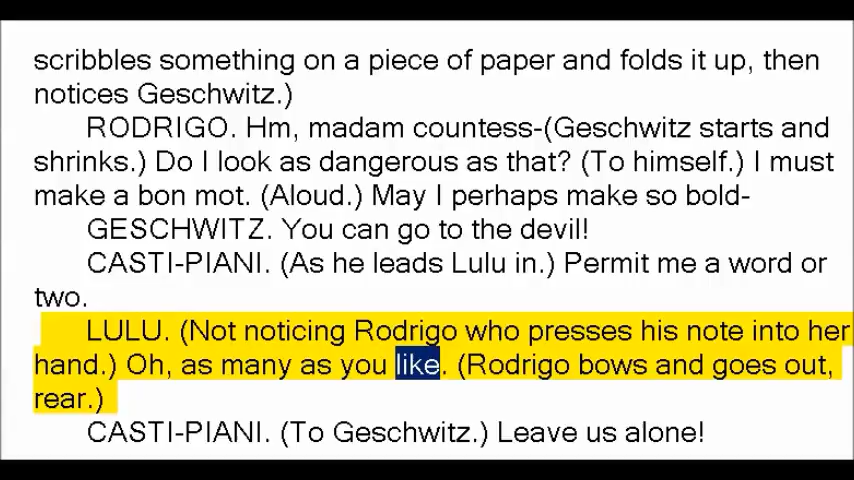 scribbles something on a piece of paper and folds it up, then
notices Geschwitz.)
RODRIGO. Hm, madam countess-(Geschwitz starts and
shrinks.) Do I look as dangerous as that? (To himself.) I must
make a bon mot. (Aloud.) May I perhaps make so bold-
GESCHWITZ. You can go to the devil!
CASTI-PIANI. (As he leads Lulu in.) Permit me a word or
two.
LULU. (Not noticing Rodrigo who presses his note into her
hand.) Oh, as many as you like. (Rodrigo bows and goes out,
rear.)
CASTI-PIANI. (To Geschwitz.) Leave us alone!